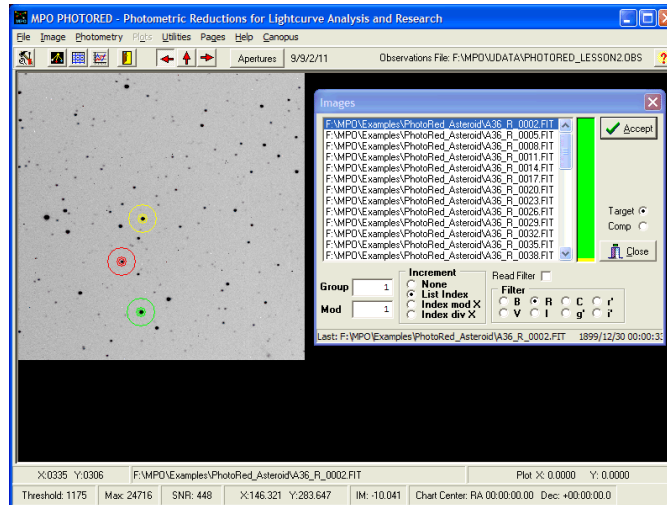 MPO PHOTORED - Photometric Reductions for Lightcurve Analysis and Research
File Image Photometry Plots Utilities Pages Help Canopus
Apertures 9/9/2/11 Observations File: F:\MPO\UDATA\PHOTORED_LESSON2.OBS ?
Images
F:\MPO\Examples\PhotoRed_Asteroid\A36_R_0002.FIT
F:\MPO\Examples\PhotoRed_Asteroid\A36_R_0005.FIT
F:\MPO\Examples\PhotoRed_Asteroid\A36_R_0008.FIT
F:\MPO\Examples\PhotoRed_Asteroid\A36_R_0011.FIT
F:\MPO\Examples\PhotoRed_Asteroid\A36_R_0014.FIT
F:\MPO\Examples\PhotoRed_Asteroid\A36_R_0017.FIT
F:\MPO\Examples\PhotoRed_Asteroid\A36_R_0020.FIT
F:\MPO\Examples\PhotoRed_Asteroid\A36_R_0023.FIT
F:\MPO\Examples\PhotoRed_Asteroid\A36_R_0026.FIT
F:\MPO\Examples\PhotoRed_Asteroid\A36_R_0029.FIT
F:\MPO\Examples\PhotoRed_Asteroid\A36_R_0032.FIT
F:\MPO\Examples\PhotoRed_Asteroid\A36_R_0035.FIT
F:\MPO\Examples\PhotoRed_Asteroid\A36_R_0038.FIT
Accept
Target
Comp
Close
Group 1
Mod 1
Increment
None
List Index
Index mod X
Index div X
Read Filter
Filter
B R C r'
V I g' i'
Last: F:\MPO\Examples\PhotoRed_Asteroid\A36_R_0002.FIT 1899/12/30 00:00:33
X:0335 Y:0306 F:\MPO\Examples\PhotoRed_Asteroid\A36_R_0002.FIT Plot X: 0.0000 Y: 0.0000
Threshold: 1175 Max: 24716 SNR: 448 X:146.321 Y:283.647 IM: -10.041 Chart Center: RA 00:00:00.00 Dec: +00:00:00.0